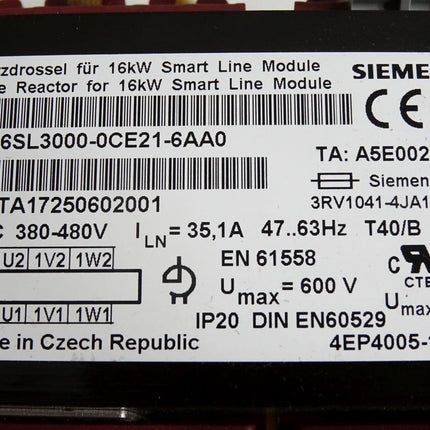 zdrossel für 16kW Smart Line Module
e Reactor for 16kW Smart Line Module
SIEME
CE
6SL3000-0CE21-6AA0
TA: A5E002
Siemen
TA17250602001
3RV1041-4JA1
C 380-480V I LN = 35,1A 47..63Hz T40/B
U2 1V2 1W2
EN 61558
U max = 600 V
U1 1V1 1W1
IP20 DIN EN60529
U max
e in Czech Republic
4EP4005-